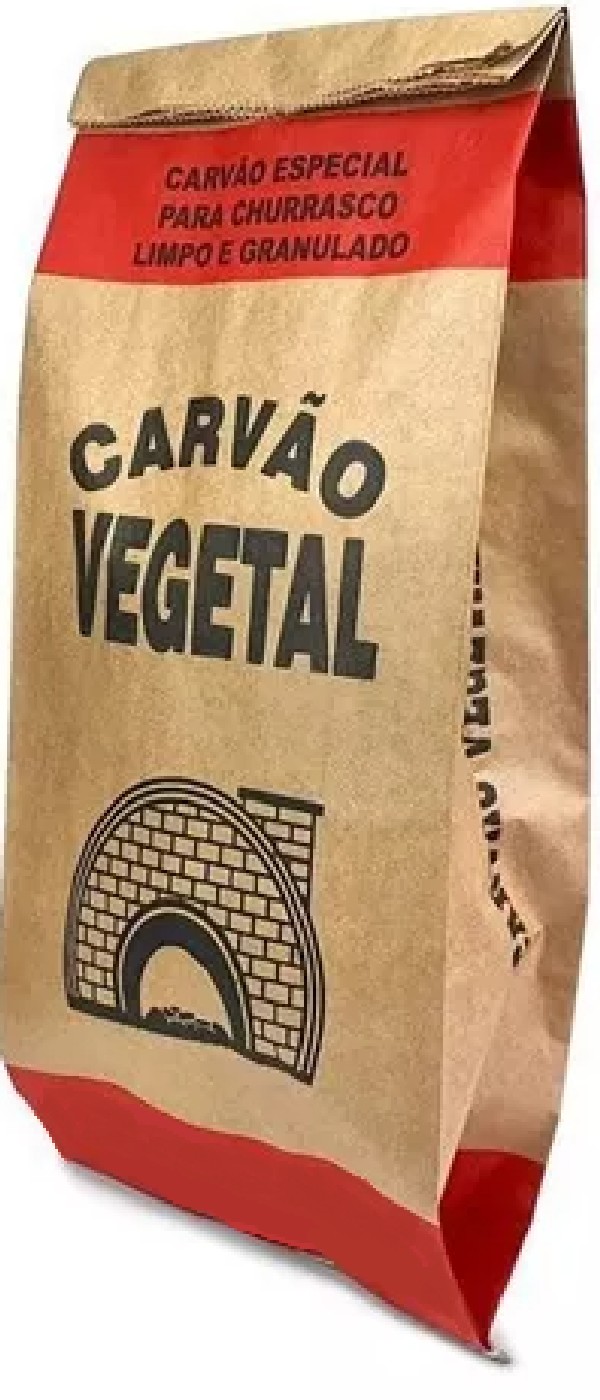 CARVÃO ESPECIAL
PARA CHURRASCO
LIMPO E GRANULADO
CARVÃO
VEGETAL